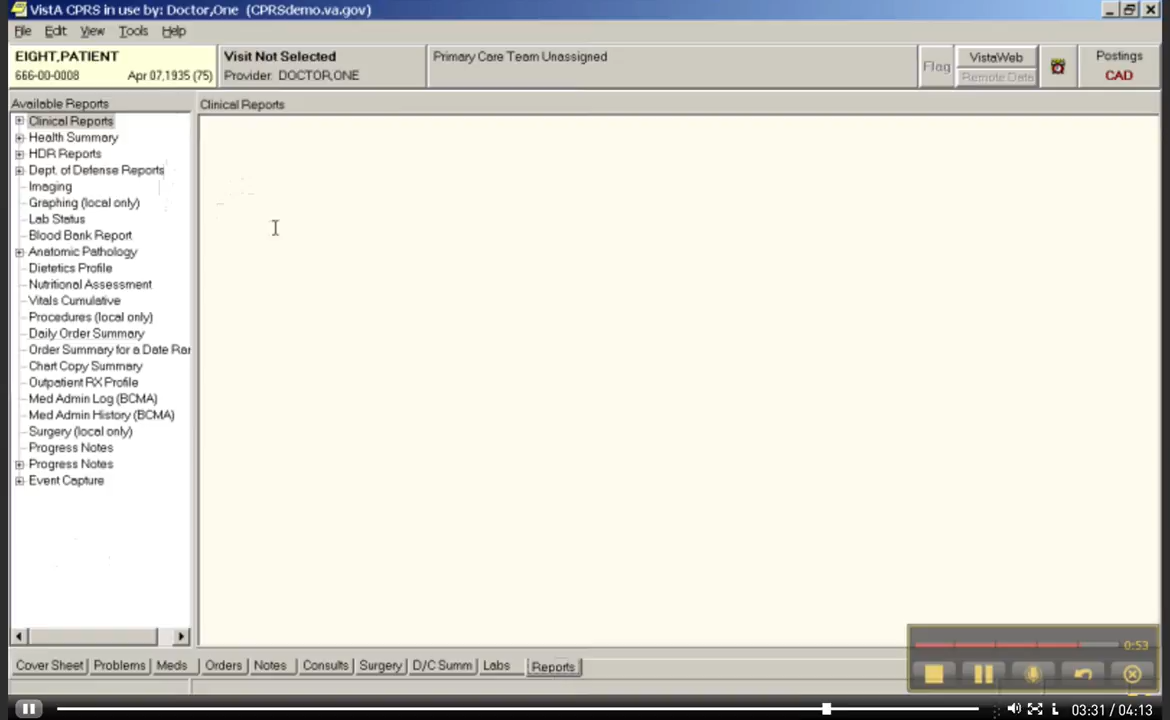 VistA CPRS in use by: Doctor,One (CPRSdemo.va.gov)
File Edit View Tools Help
EIGHT,PATIENT
666-00-0008 Apr 07,1935 (75)
Visit Not Selected
Provider: DOCTOR,ONE
Primary Care Team Unassigned
Flag
VistaWeb
Remote Data
Postings
CAD
Available Reports
Clinical Reports
Health Summary
HDR Reports
Dept. of Defense Reports
Imaging
Graphing (local only)
Lab Status
Blood Bank Report
Anatomic Pathology
Dietetics Profile
Nutritional Assessment
Vitals Cumulative
Procedures (local only)
Daily Order Summary
Order Summary for a Date Ran
Chart Copy Summary
Outpatient RX Profile
Med Admin Log (BCMA)
Med Admin History (BCMA)
Surgery (local only)
Progress Notes
Progress Notes
Event Capture
Clinical Reports
Cover Sheet Problems Meds Orders Notes Consults Surgery D/C Summ Labs Reports
0:53
03:31 / 04:13